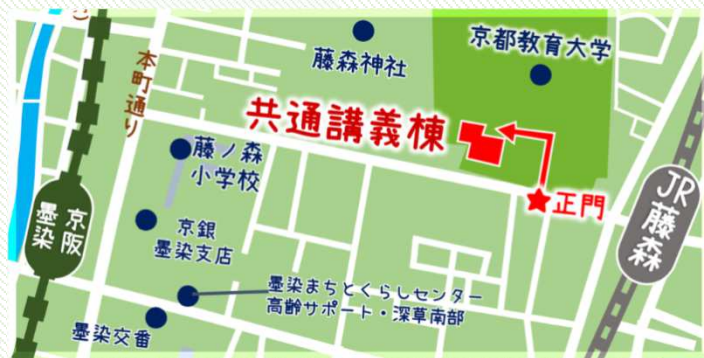 本町通り
藤森神社
京都教育大学
共通講義棟
藤ノ森
小学校
正門
JR藤森
京阪
墨染
京銀
墨染支店
墨染まちとくらしセンター
高齢サポート・深草南部
墨染交番